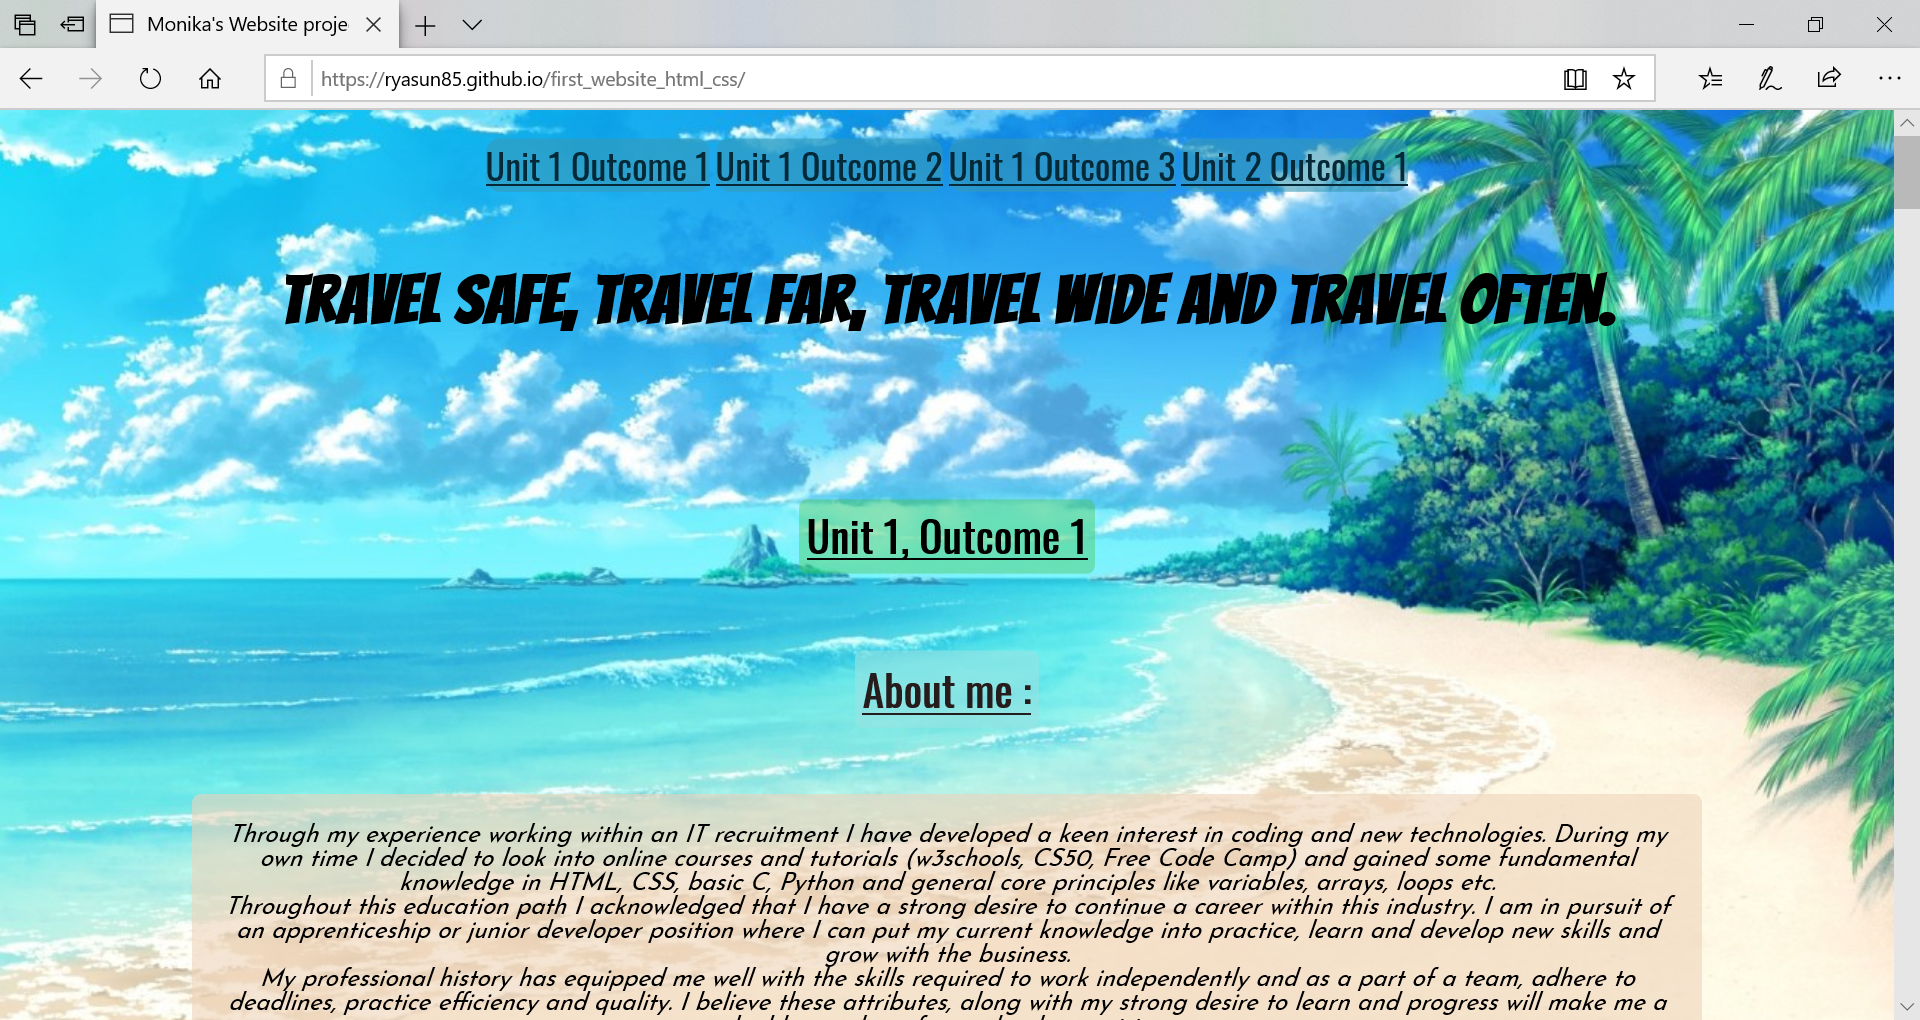 Monika's Website proje
https://ryasun85.github.io/first_website_html_css/
Unit 1 Outcome 1 Unit 1 Outcome 2 Unit 1 Outcome 3 Unit 2 Outcome 1
TRAVEL SAFE, TRAVEL FAR, TRAVEL WIDE AND TRAVEL OFTEN.
Unit 1, Outcome 1
About me :
Through my experience working within an IT recruitment I have developed a keen interest in coding and new technologies. During my
own time I decided to look into online courses and tutorials (w3schools, CS50, Free Code Camp) and gained some fundamental
knowledge in HTML, CSS, basic C, Python and general core principles like variables, arrays, loops etc.
Throughout this education path I acknowledged that I have a strong desire to continue a career within this industry. I am in pursuit of
an apprenticeship or junior developer position where I can put my current knowledge into practice, learn and develop new skills and
grow with the business.
My professional history has equipped me well with the skills required to work independently and as a part of a team, adhere to
deadlines, practice efficiency and quality. I believe these attributes, along with my strong desire to learn and progress will make me a